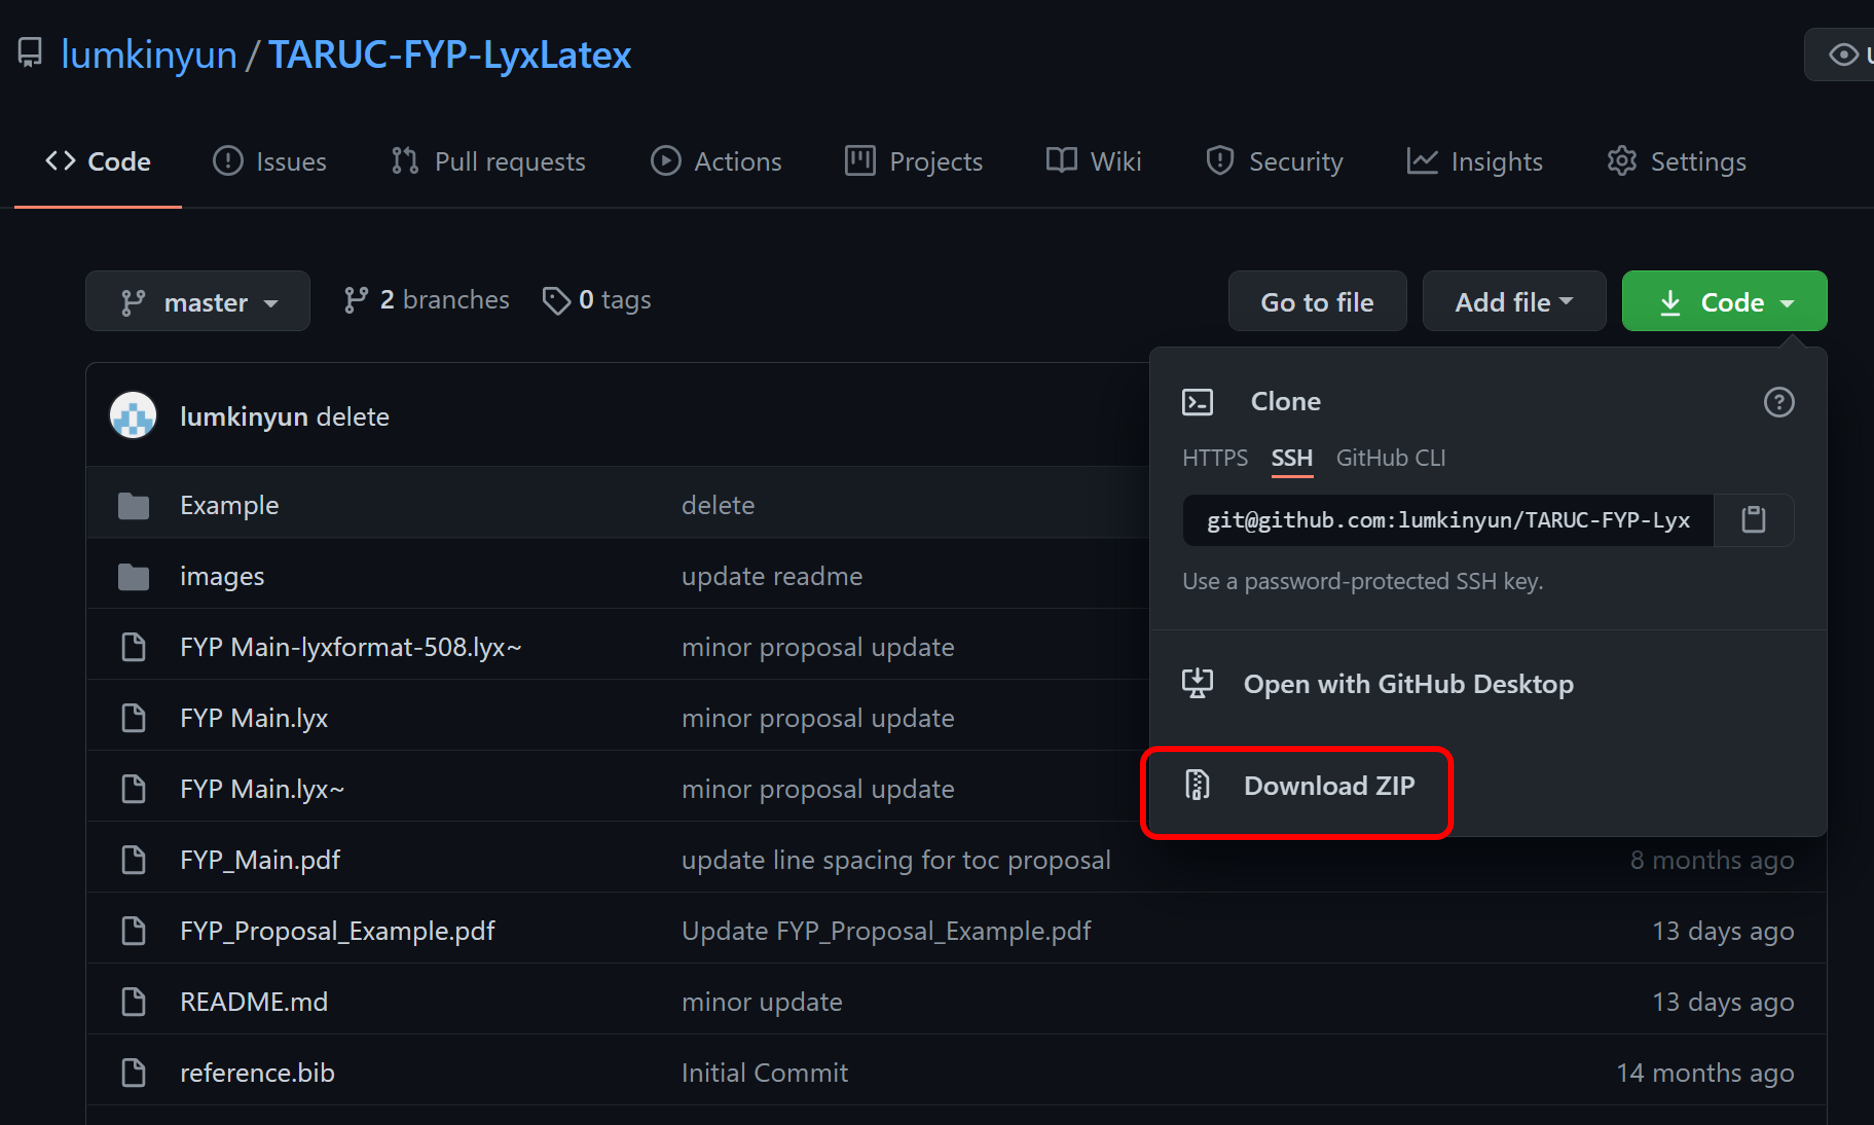 lumkinyun / TARUC-FYP-LyxLatex
Code Issues Pull requests Actions Projects Wiki Security Insights Settings
master 2 branches 0 tags Go to file Add file Code
lumkinyun delete
Example delete
images update readme
FYP Main-lyxformat-508.lyx~ minor proposal update
FYP Main.lyx minor proposal update
FYP Main.lyx~ minor proposal update
FYP_Main.pdf update line spacing for toc proposal 8 months ago
FYP_Proposal_Example.pdf Update FYP_Proposal_Example.pdf 13 days ago
README.md minor update 13 days ago
reference.bib Initial Commit 14 months ago
Clone
HTTPS SSH GitHub CLI
git@github.com:lumkinyun/TARUC-FYP-Lyx
Use a password-protected SSH key.
Open with GitHub Desktop
Download ZIP